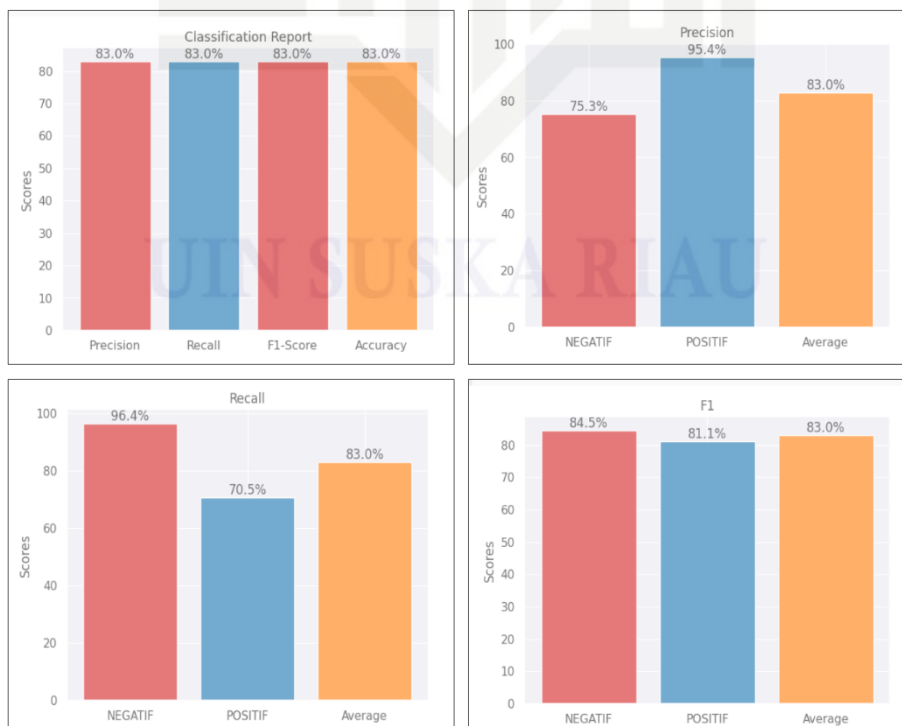 Classification Report
83.0% 83.0% 83.0% 83.0%
80
70
60
50
40
30
20
10
0
Scores
Precision Recall F1-Score Accuracy
Precision
100
95.4%
75.3% 83.0%
80
60
40
20
0
Scores
NEGATIF POSITIF Average
UIN SUSKA RIAU
Recall
100
96.4%
70.5% 83.0%
80
60
40
20
0
Scores
NEGATIF POSITIF Average
F1
84.5% 81.1% 83.0%
80
70
60
50
40
30
20
10
0
Scores
NEGATIF POSITIF Average